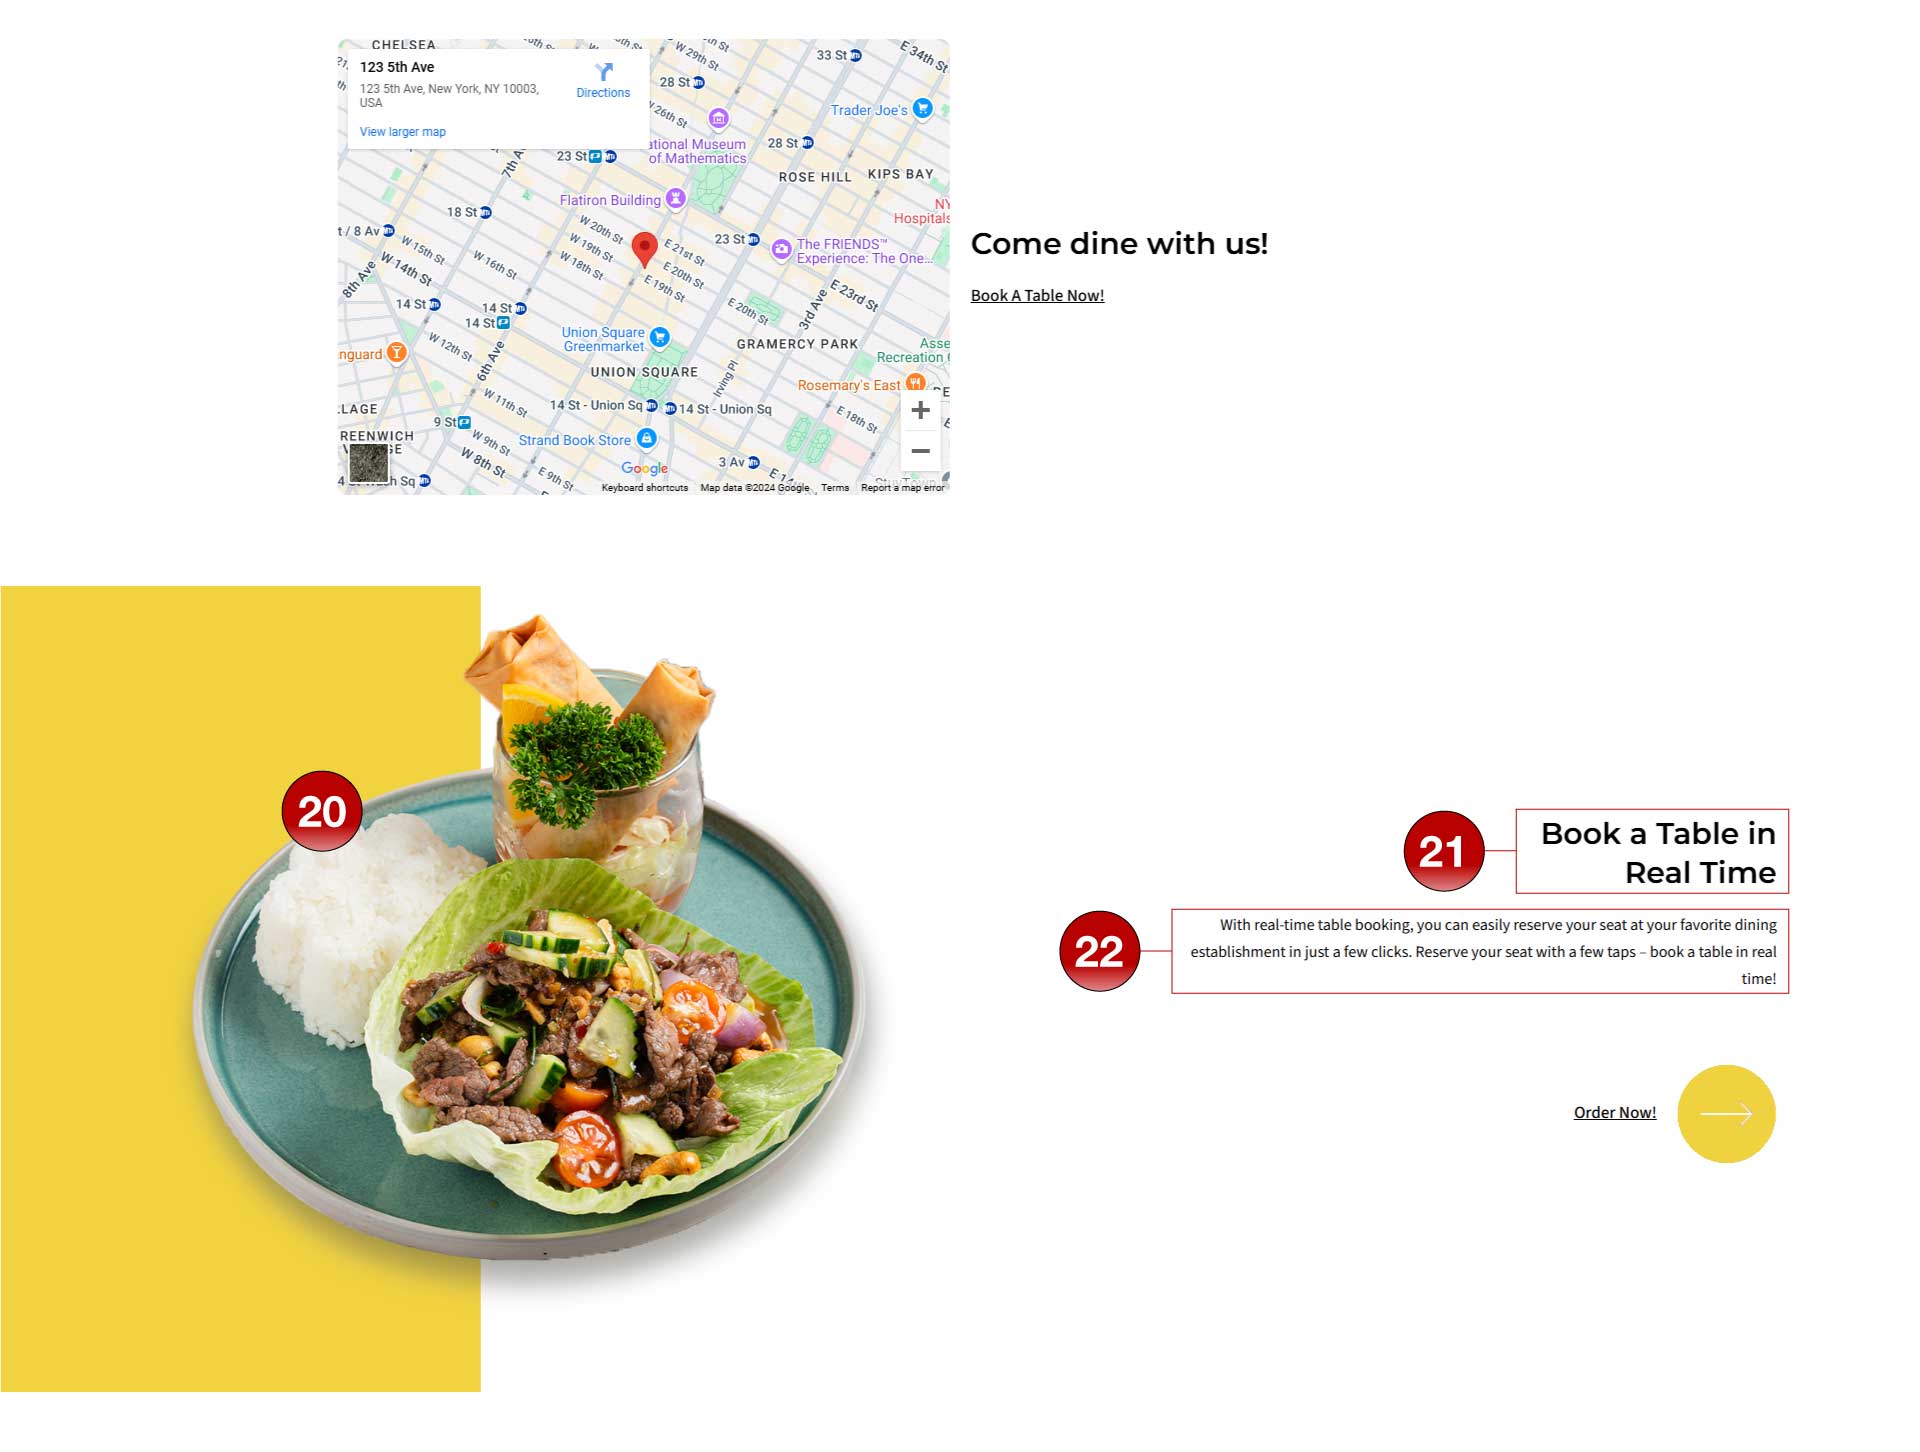 CHELSEA
123 5th Ave
123 5th Ave, New York, NY 10003,
USA
View larger map
Directions
W 29th St
33 St
E 34th St
28 St
W 26th St
Trader Joe's
ational Museum
of Mathematics
28 St
23 St
7th A
ROSE HILL
KIPS BAY
Flatiron Building
NY
Hospitals
18 St
t / 8 Av
W 20th St
W 19th St
W 18th St
E 21st St
E 20th St
E 19th St
23 St
The FRIENDS™
Experience: The One...
W 15th St
W 14th St
W 16th St
8th Ave
E 23rd St
3rd Ave
E 20th St
14 St
14 St
14 St
Union Square
Greenmarket
W 12th St
6th Ave
GRAMERCY PARK
Asse
Recreation
nguard
UNION SQUARE
Irving Pl
Rosemary's East
LLAGE
W 11th St
14 St - Union Sq
14 St - Union Sq
E 18th St
9 St
REENWICH
W 9th St
W 8th St
Strand Book Store
E 9th St
Google
3 Av
E 14
Keyboard shortcuts
Map data ©2024 Google
Terms
Report a map error
Come dine with us!
Book A Table Now!
20
21
Book a Table in
Real Time
22
With real-time table booking, you can easily reserve your seat at your favorite dining
establishment in just a few clicks. Reserve your seat with a few taps – book a table in real
time!
Order Now!